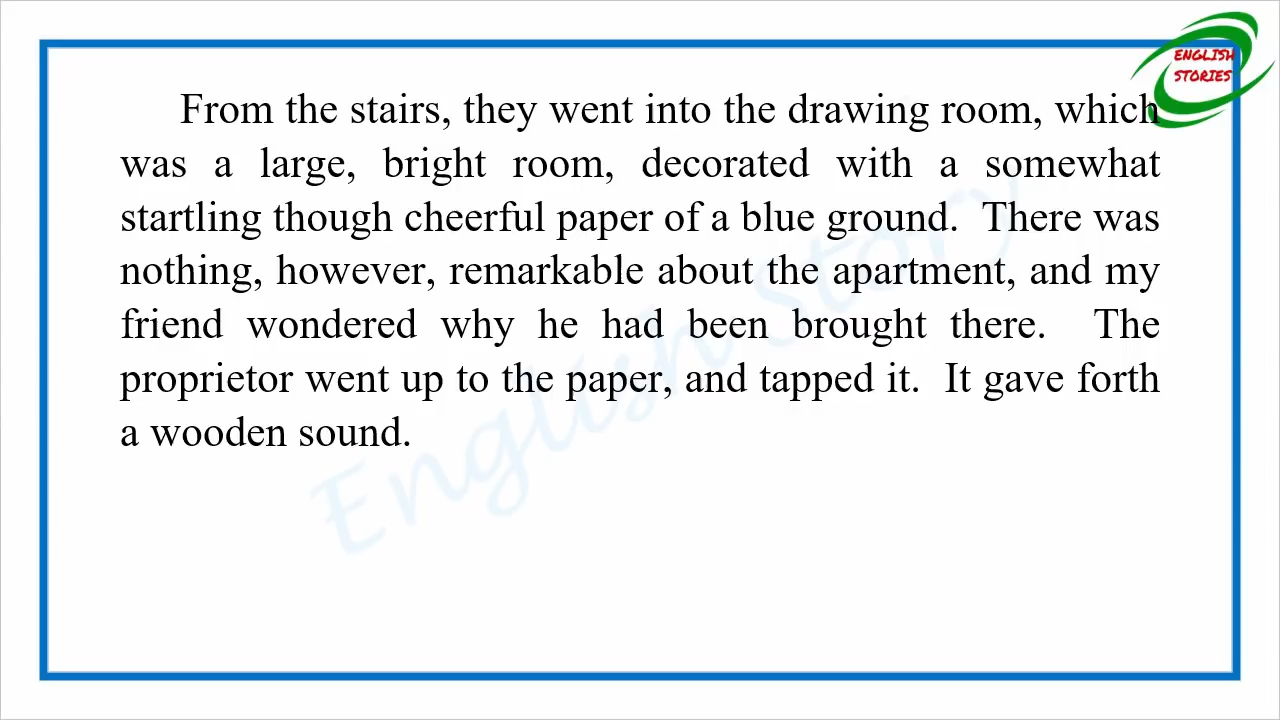 ENGLISH
STORIES
From the stairs, they went into the drawing room, which
was a large, bright room, decorated with a somewhat
startling though cheerful paper of a blue ground.  There was
nothing, however, remarkable about the apartment, and my
friend wondered why he had been brought there.  The
proprietor went up to the paper, and tapped it.  It gave forth
a wooden sound.
English Story